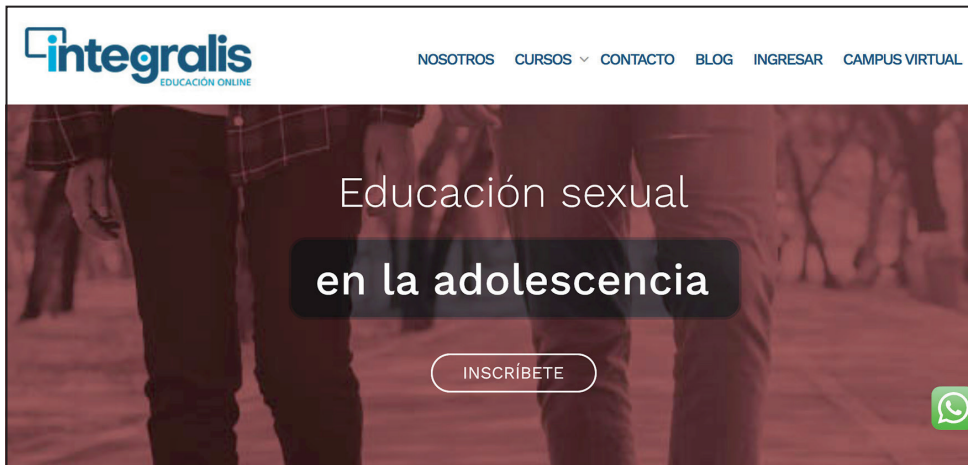 integralis
EDUCACIÓN ONLINE
NOSOTROS CURSOS CONTACTO BLOG INGRESAR CAMPUS VIRTUAL
Educación sexual
en la adolescencia
INSCRÍBETE